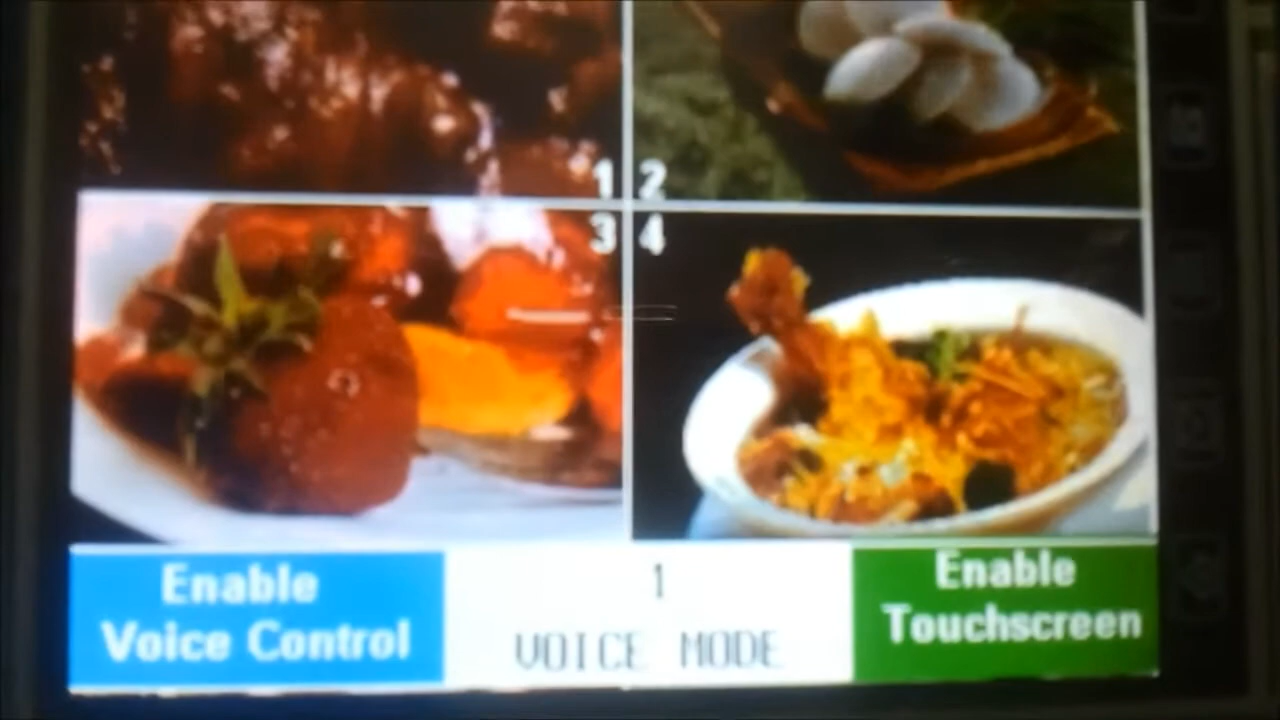 1 2
3 4
Enable
Voice Control
1
VOICE MODE
Enable
Touchscreen